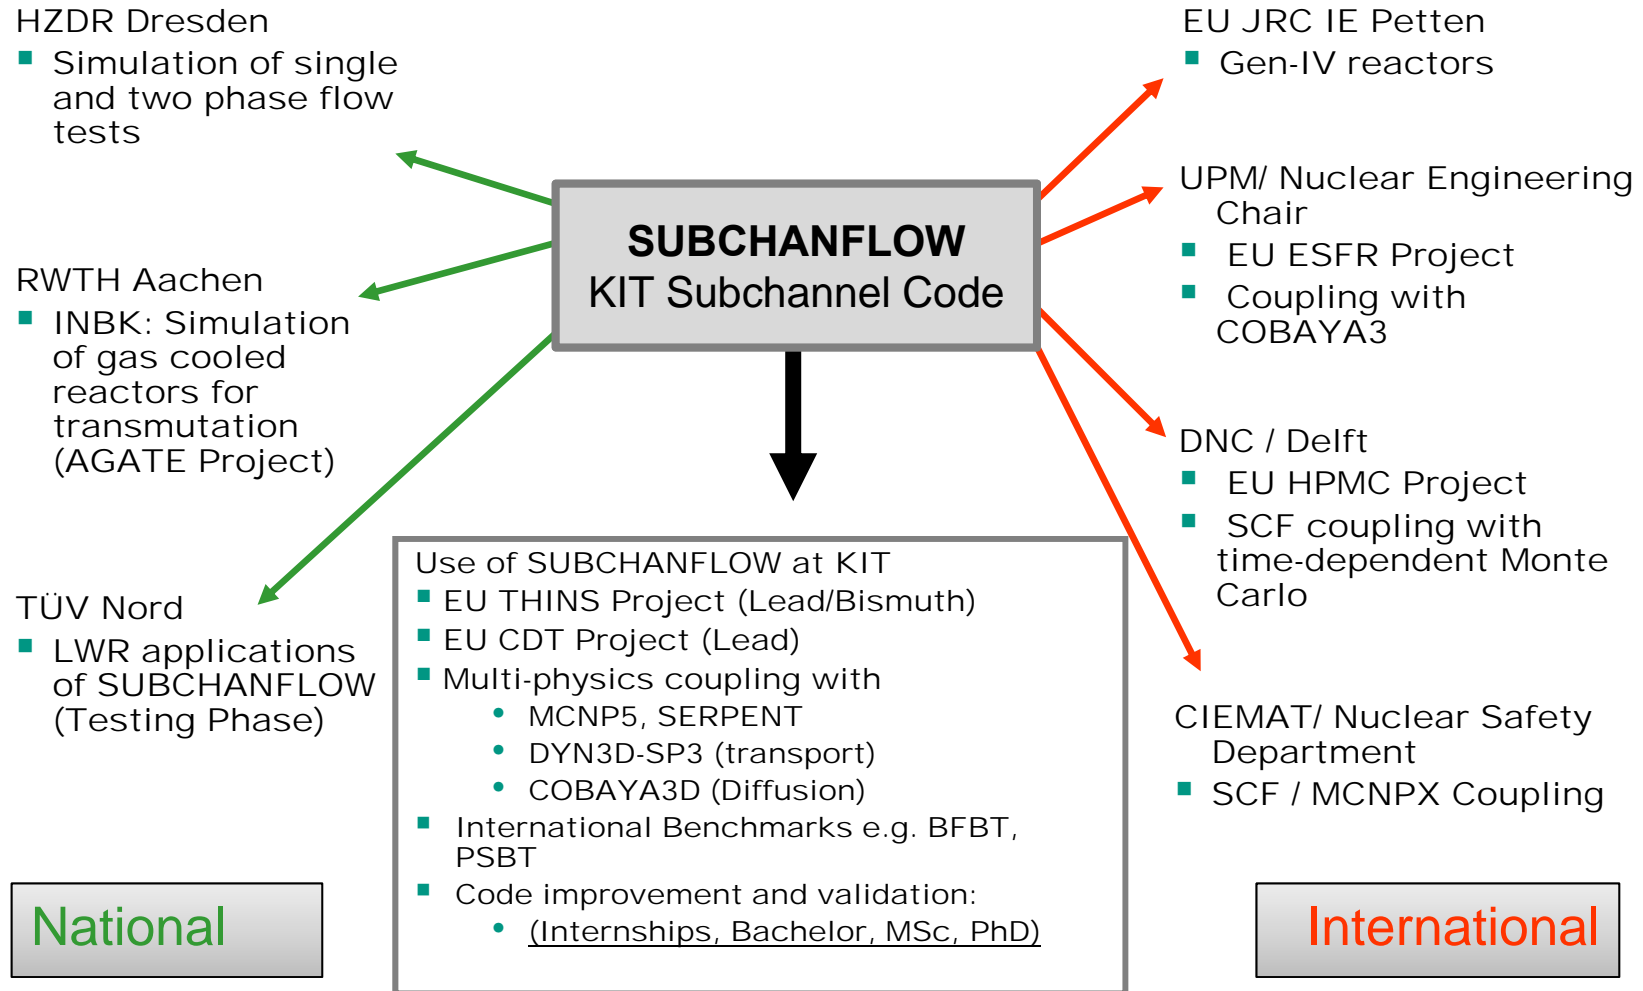 HZDR Dresden
▪ Simulation of single
and two phase flow
tests
RWTH Aachen
▪ INBK: Simulation
of gas cooled
reactors for
transmutation
(AGATE Project)
TÜV Nord
▪ LWR applications
of SUBCHANFLOW
(Testing Phase)
National
SUBCHANFLOW
KIT Subchannel Code
Use of SUBCHANFLOW at KIT
▪ EU THINS Project (Lead/Bismuth)
▪ EU CDT Project (Lead)
▪ Multi-physics coupling with
• MCNP5, SERPENT
• DYN3D-SP3 (transport)
• COBAYA3D (Diffusion)
▪ International Benchmarks e.g. BFBT,
PSBT
▪ Code improvement and validation:
• (Internships, Bachelor, MSc, PhD)
EU JRC IE Petten
▪ Gen-IV reactors
UPM/ Nuclear Engineering
Chair
▪ EU ESFR Project
▪ Coupling with
COBAYA3
DNC / Delft
▪ EU HPMC Project
▪ SCF coupling with
time-dependent Monte
Carlo
CIEMAT/ Nuclear Safety
Department
▪ SCF / MCNPX Coupling
International